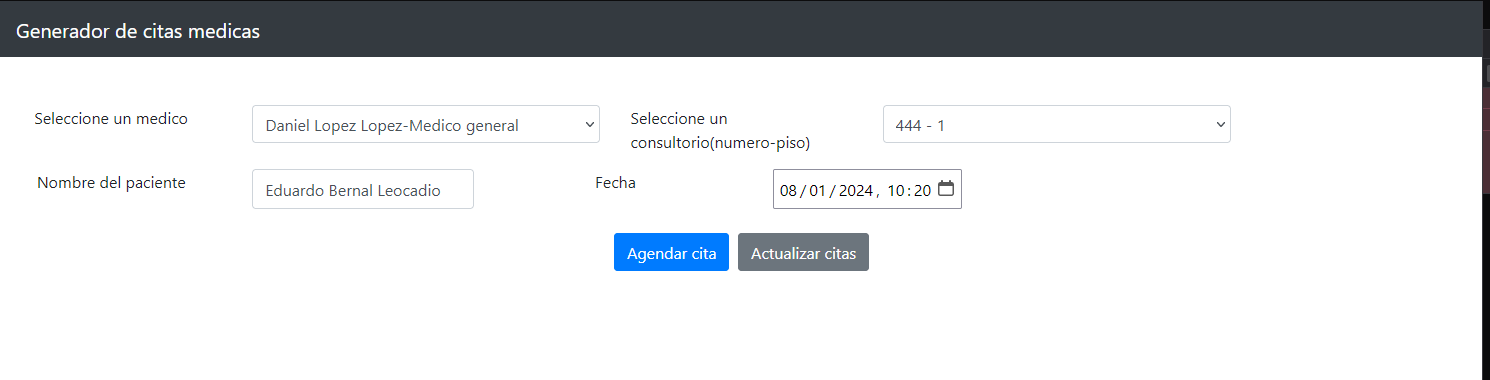 Generador de citas medicas
Seleccione un medico
Daniel Lopez Lopez-Medico general
Seleccione un
consultorio(numero-piso)
444 - 1
Nombre del paciente
Eduardo Bernal Leocadio
Fecha
08/01/2024, 10:20
Agendar cita
Actualizar citas